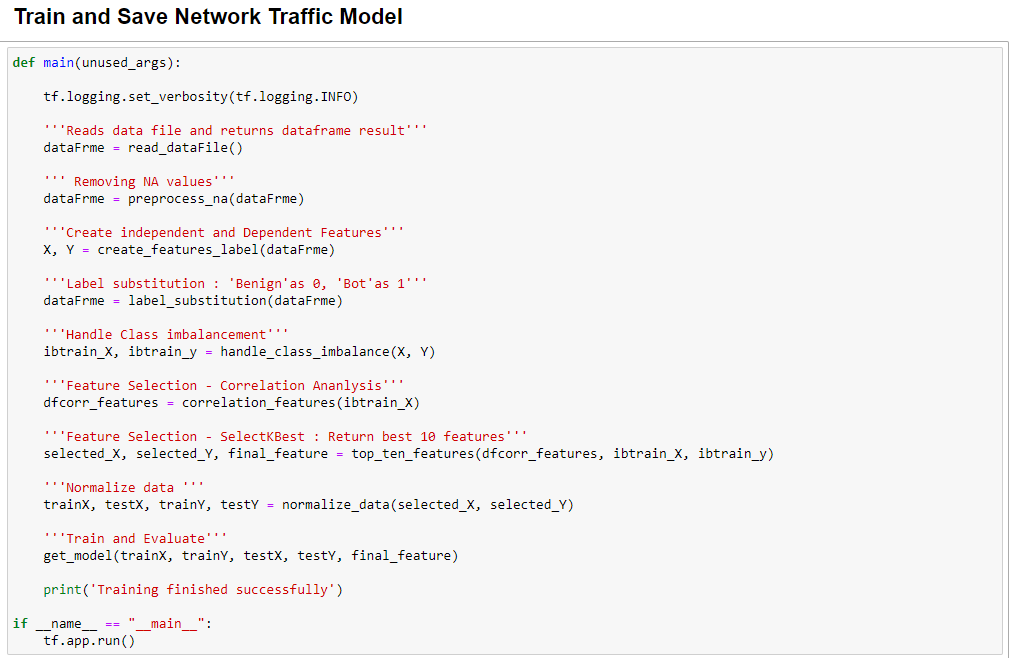 Train and Save Network Traffic Model
def main(unused_args):
tf.logging.set_verbosity(tf.logging.INFO)
'''Reads data file and returns dataframe result'''
dataFrme = read_dataFile()
''' Removing NA values'''
dataFrme = preprocess_na(dataFrme)
'''Create independent and Dependent Features'''
X, Y = create_features_label(dataFrme)
'''Label substitution : 'Benign'as 0, 'Bot'as 1'''
dataFrme = label_substitution(dataFrme)
'''Handle Class imbalancement'''
ibtrain_X, ibtrain_y = handle_class_imbalance(X, Y)
'''Feature Selection - Correlation Ananlysis'''
dfcorr_features = correlation_features(ibtrain_X)
'''Feature Selection - SelectKBest : Return best 10 features'''
selected_X, selected_Y, final_feature = top_ten_features(dfcorr_features, ibtrain_X, ibtrain_y)
'''Normalize data '''
trainX, testX, trainY, testY = normalize_data(selected_X, selected_Y)
'''Train and Evaluate'''
get_model(trainX, trainY, testX, testY, final_feature)
print('Training finished successfully')
if __name__ == "__main__":
tf.app.run()